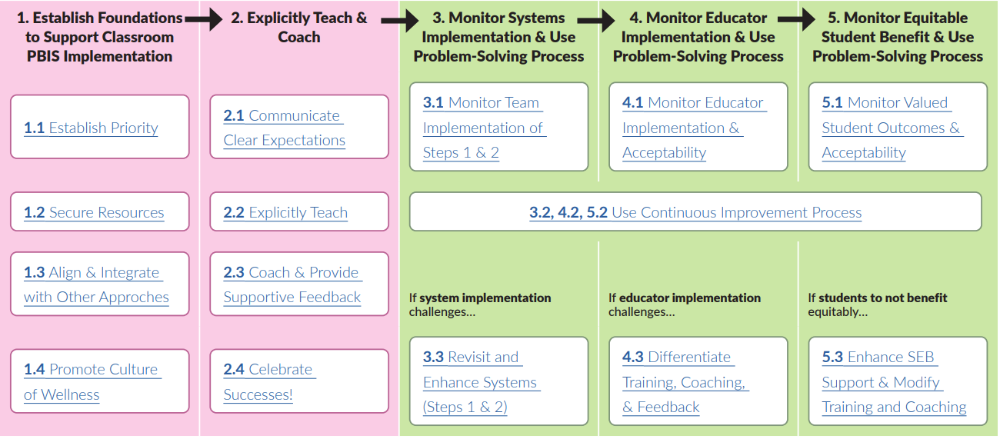 1. Establish Foundations
to Support Classroom
PBIS Implementation
1.1 Establish Priority
1.2 Secure Resources
1.3 Align & Integrate
with Other Approches
1.4 Promote Culture
of Wellness
2. Explicitly Teach &
Coach
2.1 Communicate
Clear Expectations
2.2 Explicitly Teach
2.3 Coach & Provide
Supportive Feedback
2.4 Celebrate
Successes!
3. Monitor Systems
Implementation & Use
Problem-Solving Process
3.1 Monitor Team
Implementation of
Steps 1 & 2
4. Monitor Educator
Implementation & Use
Problem-Solving Process
4.1 Monitor Educator
Implementation &
Acceptability
5. Monitor Equitable
Student Benefit & Use
Problem-Solving Process
5.1 Monitor Valued
Student Outcomes &
Acceptability
3.2, 4.2, 5.2 Use Continuous Improvement Process
If system implementation
challenges...
3.3 Revisit and
Enhance Systems
(Steps 1 & 2)
If educator implementation
challenges...
4.3 Differentiate
Training, Coaching,
& Feedback
If students to not benefit
equitably...
5.3 Enhance SEB
Support & Modify
Training and Coaching